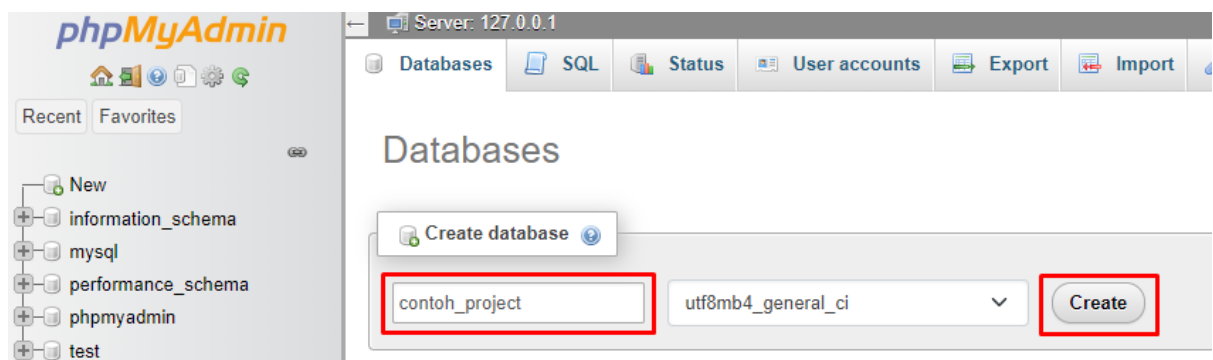 phpMyAdmin
Recent Favorites
New
information_schema
mysql
performance_schema
phpmyadmin
test
Server: 127.0.0.1
Databases SQL Status User accounts Export Import
Databases
Create database
contoh_project utf8mb4_general_ci Create